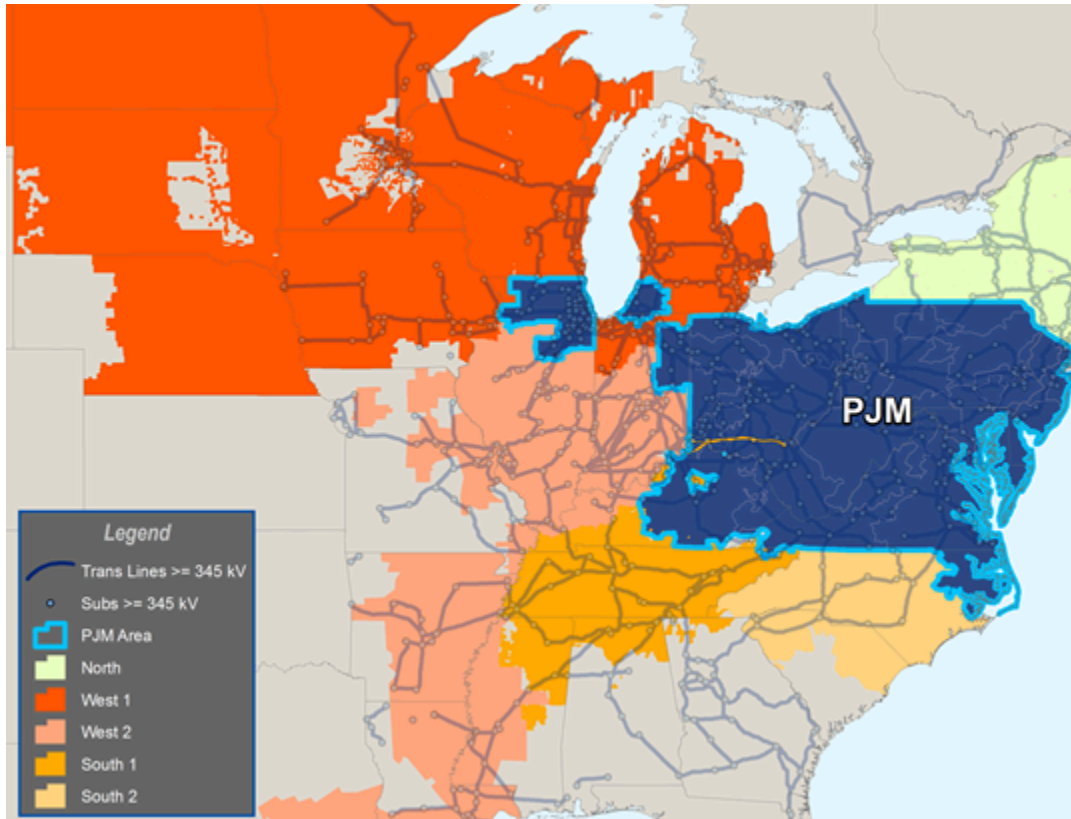 PJM
Legend
Trans Lines >= 345 kV
Subs >= 345 kV
PJM Area
North
West 1
West 2
South 1
South 2